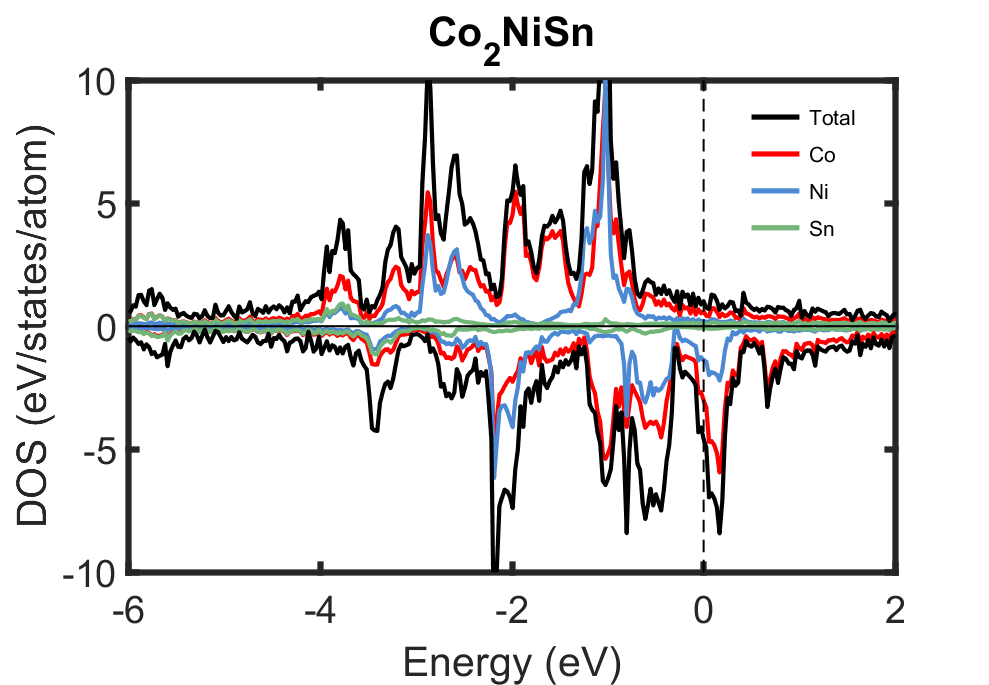 Co₂NiSn
10
5
0
-5
-10
DOS (eV/states/atom)
Total
Co
Ni
Sn
-6 -4 -2 0 2
Energy (eV)